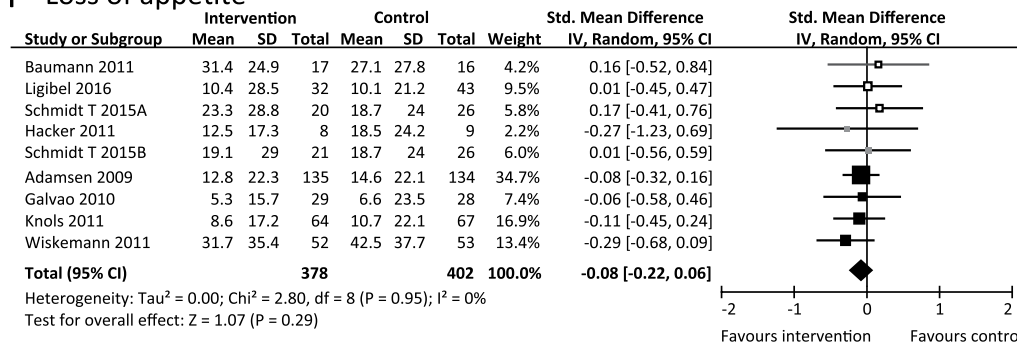 Loss of appetite
Intervention Control Std. Mean Difference Std. Mean Difference
Study or Subgroup Mean SD Total Mean SD Total Weight IV, Random, 95% CI IV, Random, 95% CI
Baumann 2011 31.4 24.9 17 27.1 27.8 16 4.2% 0.16 [-0.52, 0.84]
Ligibel 2016 10.4 28.5 32 10.1 21.2 43 9.5% 0.01 [-0.45, 0.47]
Schmidt T 2015A 23.3 28.8 20 18.7 24 26 5.8% 0.17 [-0.41, 0.76]
Hacker 2011 12.5 17.3 8 18.5 24.2 9 2.2% -0.27 [-1.23, 0.69]
Schmidt T 2015B 19.1 29 21 18.7 24 26 6.0% 0.01 [-0.56, 0.59]
Adamsen 2009 12.8 22.3 135 14.6 22.1 134 34.7% -0.08 [-0.32, 0.16]
Galvao 2010 5.3 15.7 29 6.6 23.5 28 7.4% -0.06 [-0.58, 0.46]
Knols 2011 8.6 17.2 64 10.7 22.1 67 16.9% -0.11 [-0.45, 0.24]
Wiskemann 2011 31.7 35.4 52 42.5 37.7 53 13.4% -0.29 [-0.68, 0.09]
Total (95% CI) 378 402 100.0% -0.08 [-0.22, 0.06]
Heterogeneity: Tau² = 0.00; Chi² = 2.80, df = 8 (P = 0.95); I² = 0%
Test for overall effect: Z = 1.07 (P = 0.29)
-2 -1 0 1 2
Favours intervention Favours contro